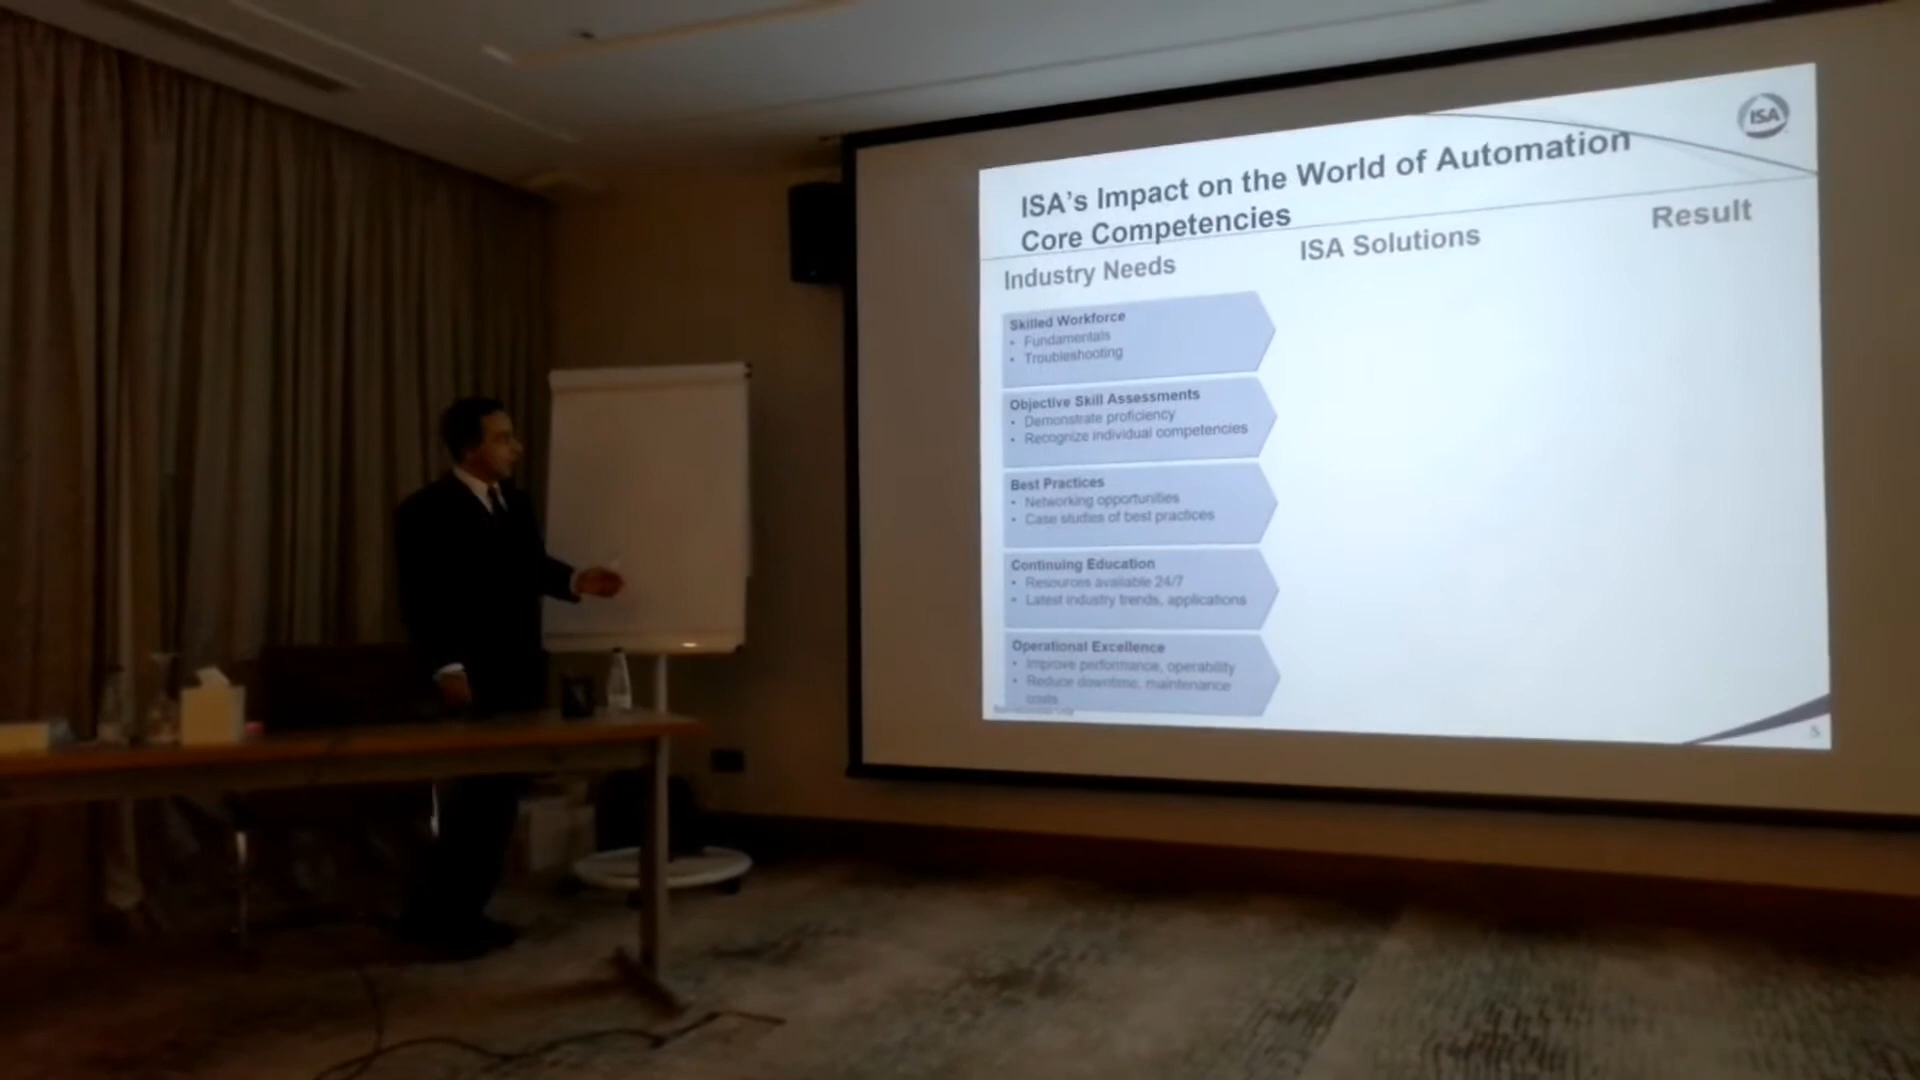 ISA
ISA's Impact on the World of Automation
Core Competencies
Industry Needs
ISA Solutions
Result
Skilled Workforce
• Fundamentals
• Troubleshooting
Objective Skill Assessments
• Demonstrate proficiency
• Recognize individual competencies
Best Practices
• Networking opportunities
• Case studies of best practices
Continuing Education
• Resources available 24/7
• Latest industry trends, applications
Operational Excellence
• Improve performance, operability
• Reduce downtime, maintenance
costs
5